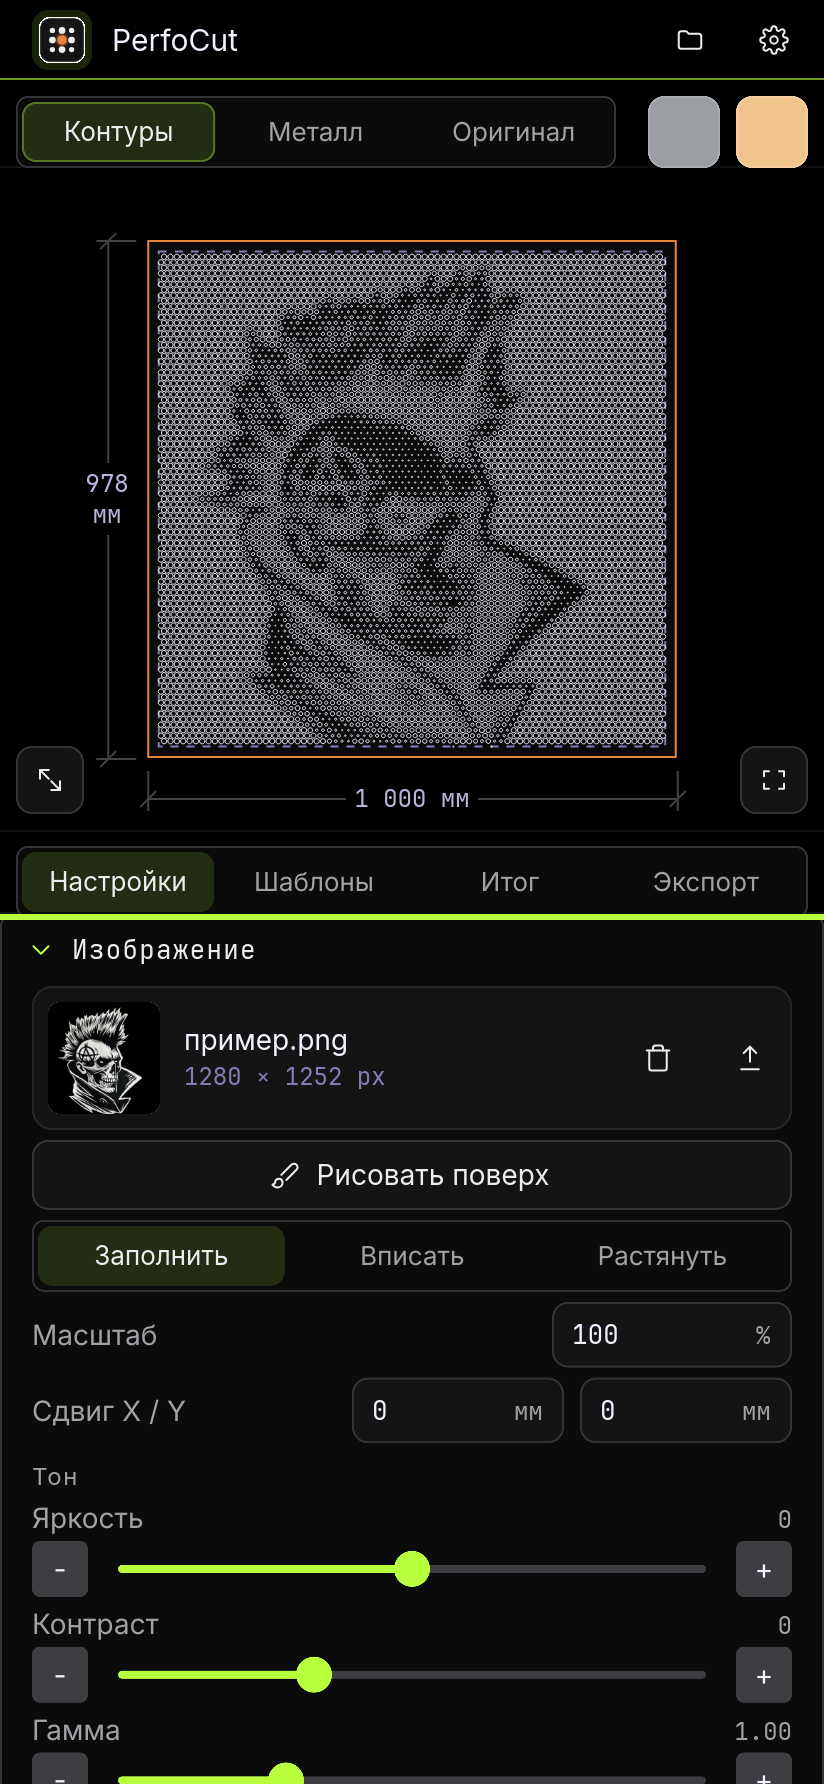 PerfoCut
Контуры Металл Оригинал
978
мм
1 000 мм
Настройки Шаблоны Итог Экспорт
Изображение
пример.png
1280 × 1252 px
Рисовать поверх
Заполнить Вписать Растянуть
Масштаб 100 %
Сдвиг X / Y 0 мм 0 мм
Тон
Яркость 0
- +
Контраст 0
- +
Гамма 1.00
- +